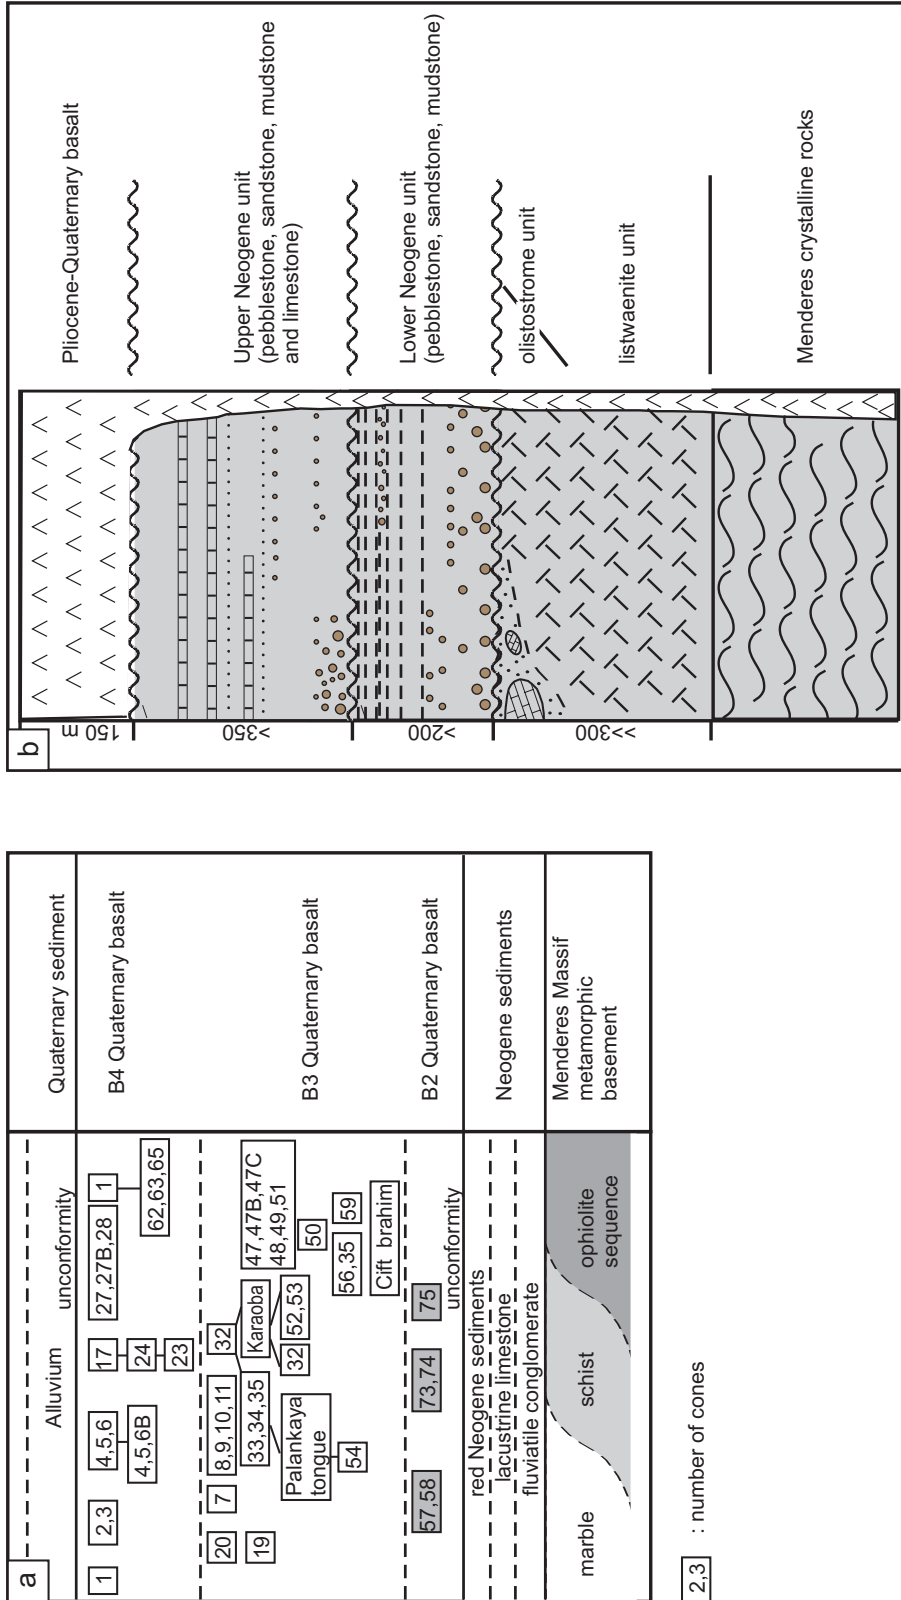 a
Alluvium
Quaternary sediment
unconformity
1
2,3
4,5,6
17
27,27B,28
1
B4 Quaternary basalt
4,5,6B
24
62,63,65
23
20
7
8,9,10,11
32
19
33,34,35
Karaoba
47,47B,47C
48,49,51
B3 Quaternary basalt
Palankaya
tongue
32
52,53
50
54
56,35
59
Cift brahim
57,58
73,74
75
B2 Quaternary basalt
unconformity
red Neogene sediments
lacustrine limestone
fluviatile conglomerate
Neogene sediments
marble
schist
ophiolite
sequence
Menderes Massif
metamorphic
basement
2,3
: number of cones
b
150 m
Pliocene-Quaternary basalt
>350
Upper Neogene unit
(pebblestone, sandstone, mudstone
and limestone)
>200
Lower Neogene unit
(pebblestone, sandstone, mudstone)
olistostrome unit
>>300
listwaenite unit
Menderes crystalline rocks